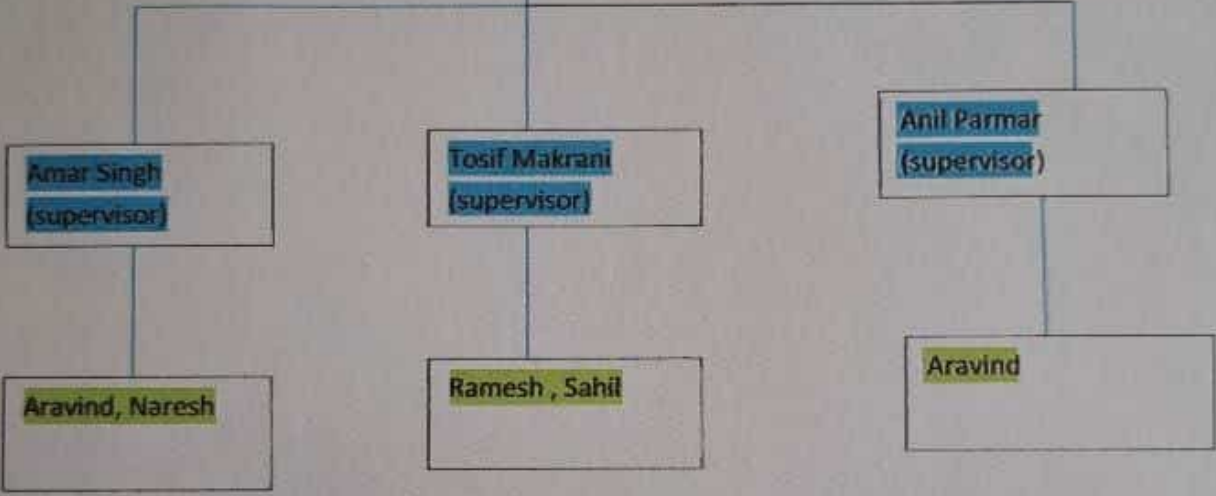 Amar Singh
(supervisor)
Tosif Makrani
(supervisor)
Anil Parmar
(supervisor)
Aravind, Naresh
Ramesh , Sahil
Aravind